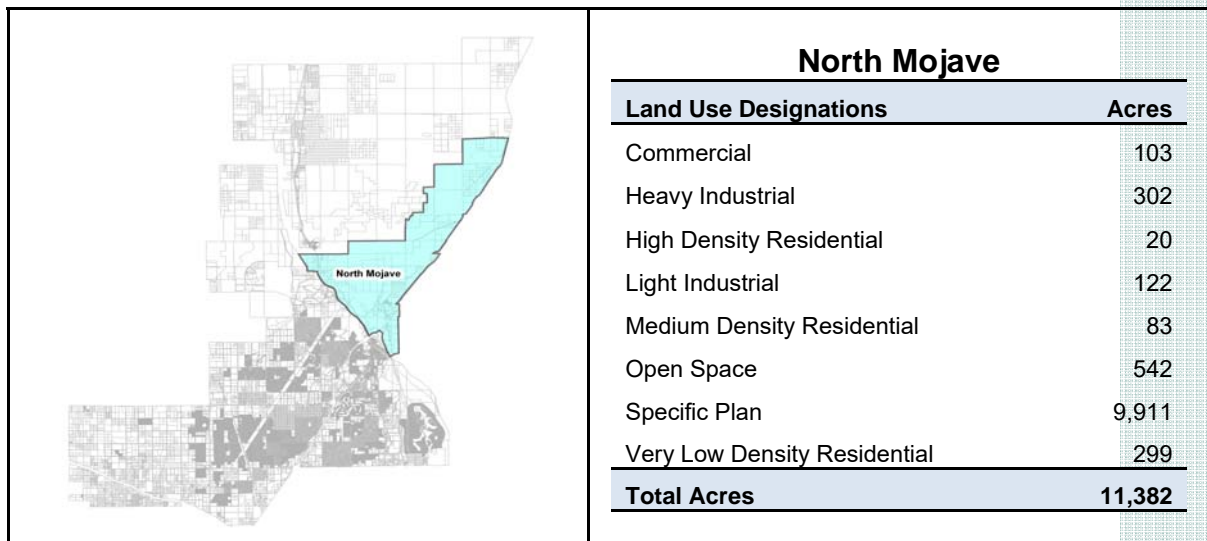 North Mojave
North Mojave
Land Use Designations Acres
Commercial 103
Heavy Industrial 302
High Density Residential 20
Light Industrial 122
Medium Density Residential 83
Open Space 542
Specific Plan 9,911
Very Low Density Residential 299
Total Acres 11,382